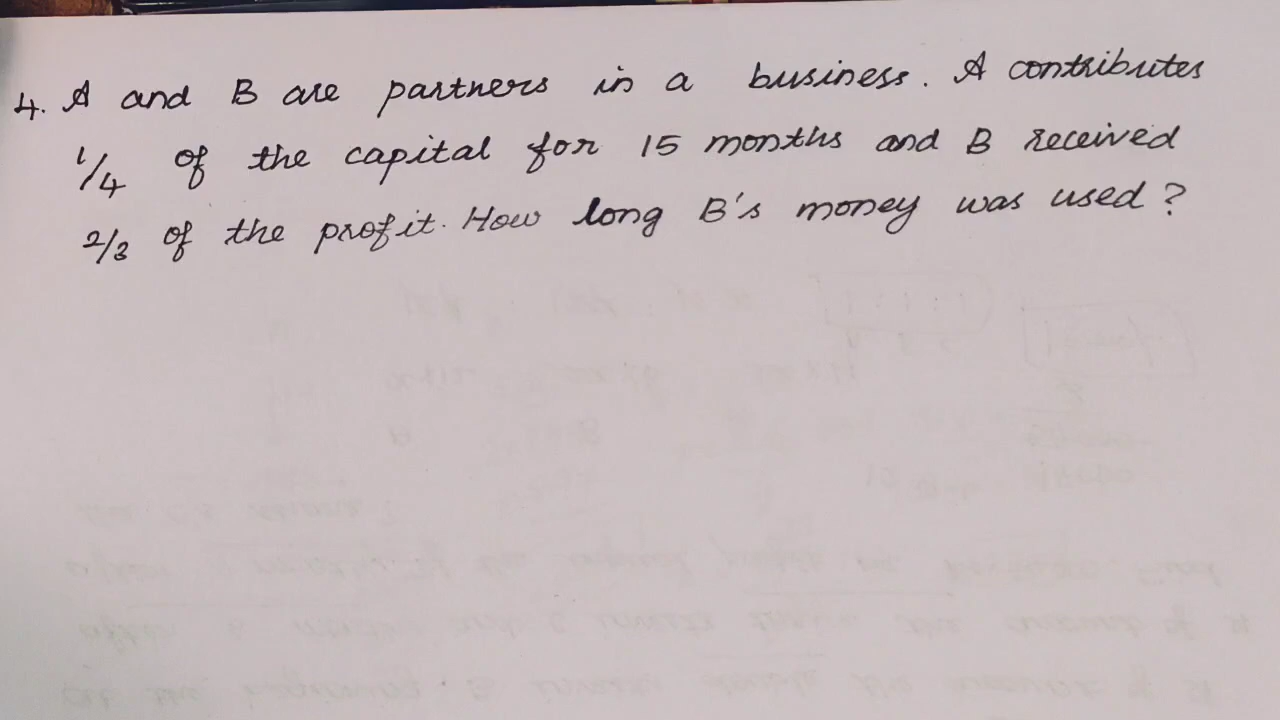 4. A and B are partners in a business. A contributes
1/4 of the capital for 15 months and B received
2/3 of the profit. How long B's money was used?